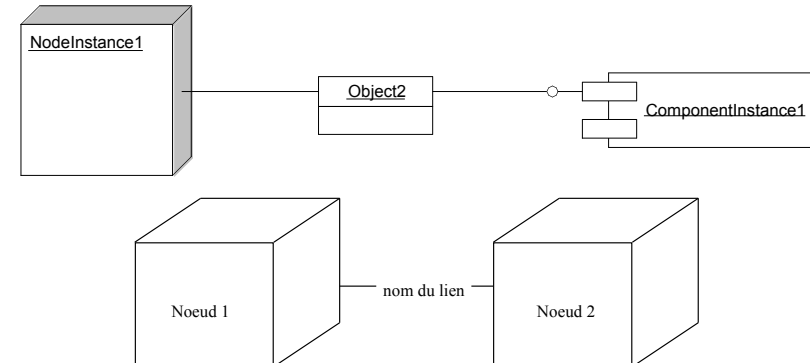 NodeInstance1
Object2
ComponentInstance1
nom du lien
Noeud 1
Noeud 2